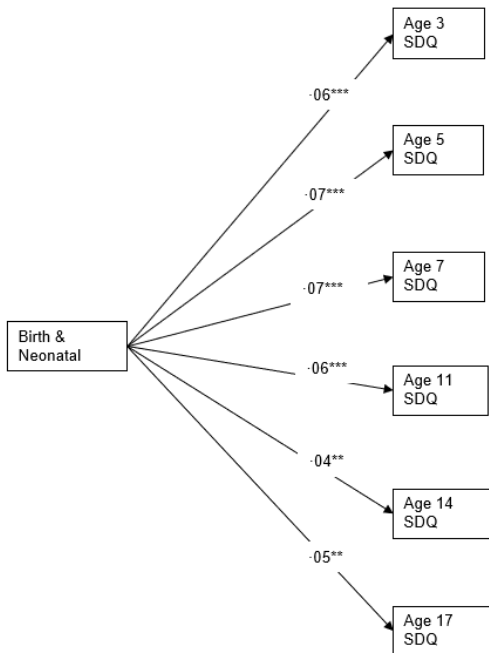 Age 3
SDQ
·06***
Age 5
SDQ
·07***
Age 7
SDQ
·07***
Birth &
Neonatal
·06***
Age 11
SDQ
·04**
Age 14
SDQ
·05**
Age 17
SDQ